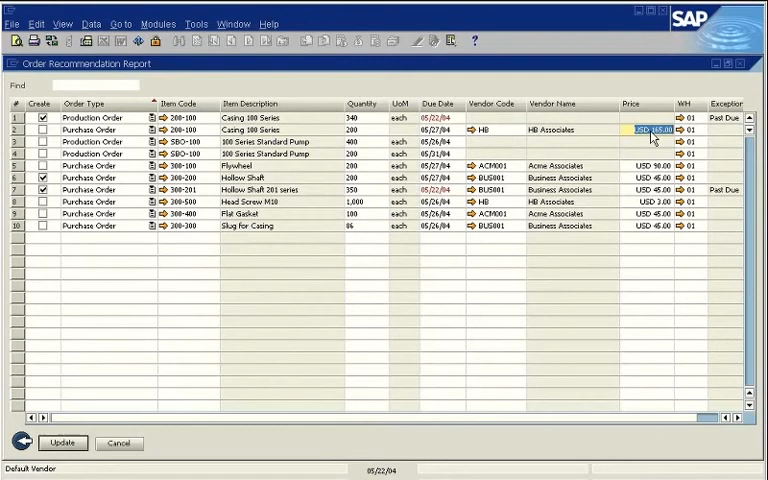 File Edit View Data Go to Modules Tools Window Help
SAP
Order Recommendation Report
Find
# Create Order Type Item Code Item Description Quantity UoM Due Date Vendor Code Vendor Name Price WH Exception
1 Production Order 200-100 Casing 100 Series 340 each 05/22/04 01 Past Due
2 Purchase Order 200-100 Casing 100 Series 200 each 05/27/04 HB HB Associates USD 165.00 01
3 Production Order SBO-100 100 Series Standard Pump 400 each 05/26/04 01
4 Production Order SBO-100 100 Series Standard Pump 200 each 05/21/04 01
5 Purchase Order 300-100 Flywheel 200 each 05/27/04 ACM001 Acme Associates USD 90.00 01
6 Purchase Order 300-200 Hollow Shaft 200 each 05/27/04 BUS001 Business Associates USD 45.00 01
7 Purchase Order 300-201 Hollow Shaft 201 series 350 each 05/22/04 BUS001 Business Associates USD 45.00 01 Past Due
8 Purchase Order 300-500 Head Screw M10 1,000 each 05/26/04 HB HB Associates USD 3.00 01
9 Purchase Order 300-400 Flat Gasket 100 each 05/26/04 ACM001 Acme Associates USD 45.00 01
10 Purchase Order 300-300 Slug for Casing 86 each 05/26/04 BUS001 Business Associates USD 45.00 01
Update Cancel
Default Vendor 05/22/04